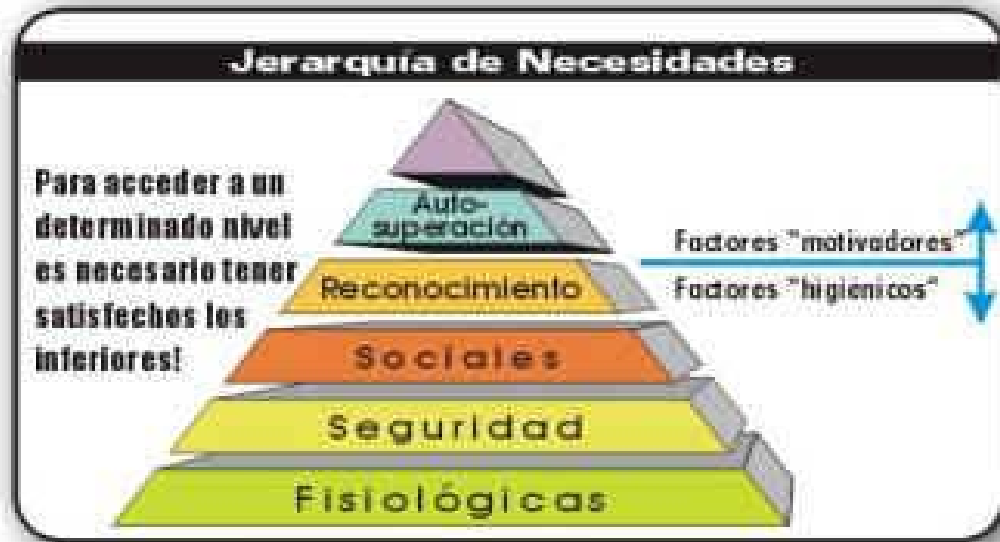 Jerarquía de Necesidades
Para acceder a un
determinado nivel
es necesario tener
satisfechos los
inferiores!
Auto-
superación
Reconocimiento
Sociales
Seguridad
Fisiológicas
Factores "motivadores"
Factores "higiénicos"